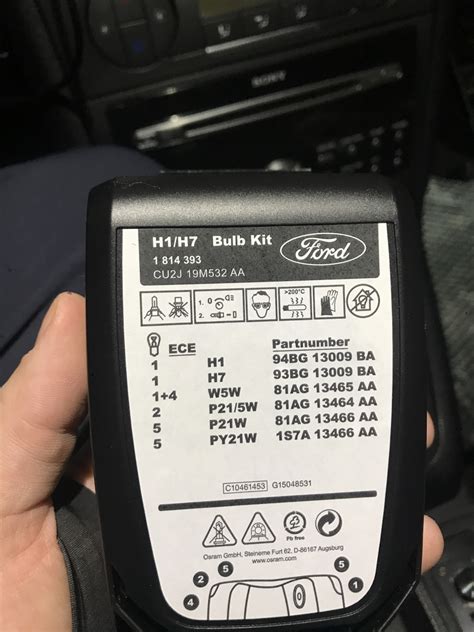 SONY
H1/H7 Bulb Kit
Ford
1 814 393
CU2J 19M532 AA
>200°C
1. 0
2.
ECE Partnumber
1 H1 94BG 13009 BA
1 H7 93BG 13009 BA
1+4 W5W 81AG 13465 AA
2 P21/5W 81AG 13464 AA
5 P21W 81AG 13466 AA
5 PY21W 1S7A 13466 AA
C10461453 G15048531
Pb free
Osram GmbH, Steinerne Furt 62, D-86167 Augsburg
www.osram.com
5 5
2 1
4